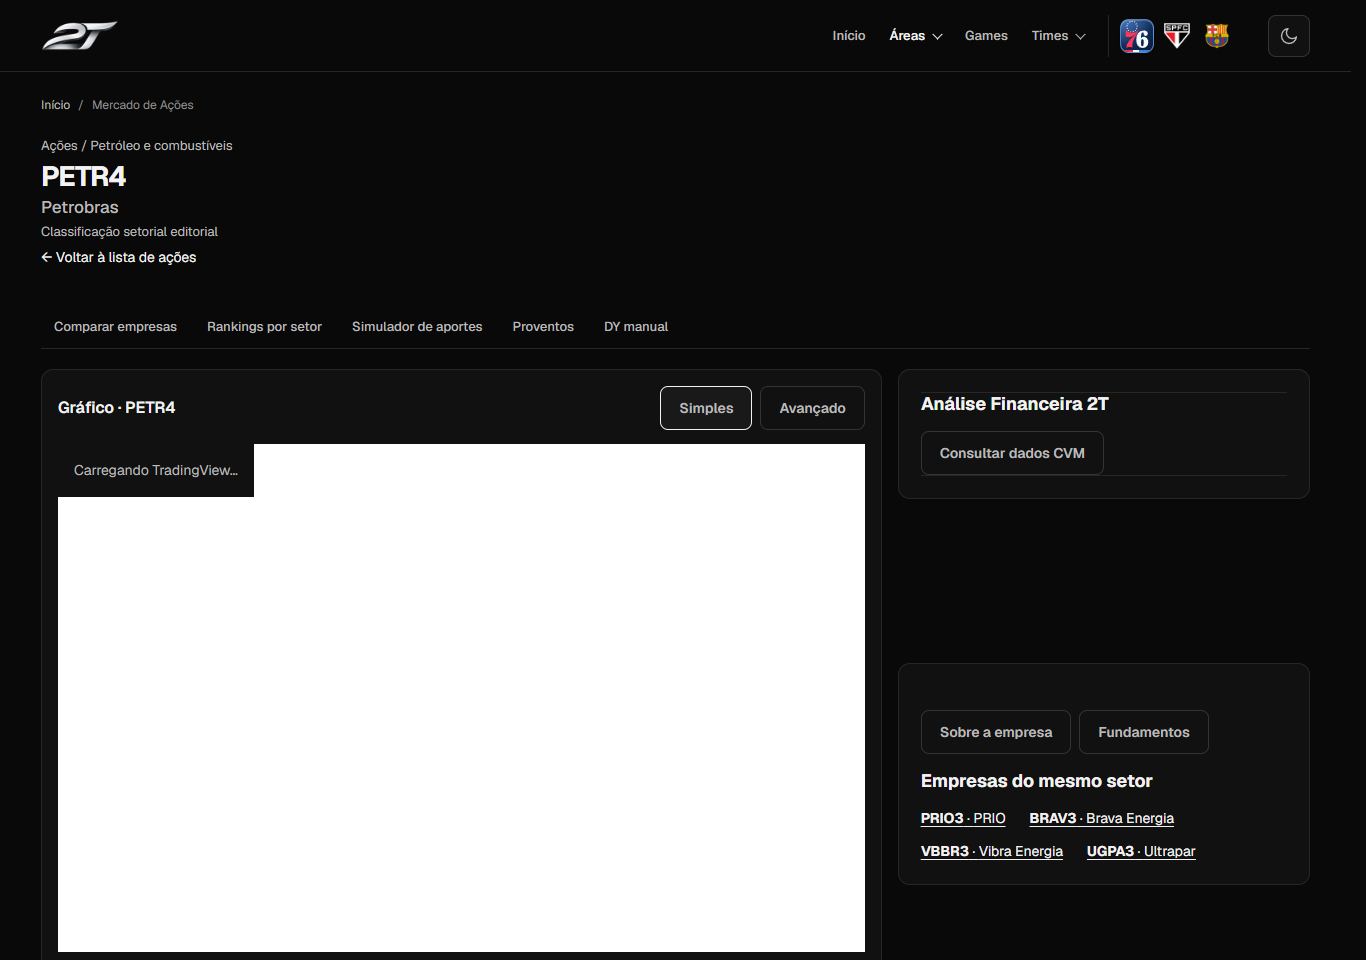 2T
Início
Áreas
Games
Times
76
SPFC
Início / Mercado de Ações
Ações / Petróleo e combustíveis
PETR4
Petrobras
Classificação setorial editorial
← Voltar à lista de ações
Comparar empresas
Rankings por setor
Simulador de aportes
Proventos
DY manual
Gráfico · PETR4
Simples
Avançado
Carregando TradingView...
Análise Financeira 2T
Consultar dados CVM
Sobre a empresa
Fundamentos
Empresas do mesmo setor
PRIO3 · PRIO
BRAV3 · Brava Energia
VBBR3 · Vibra Energia
UGPA3 · Ultrapar